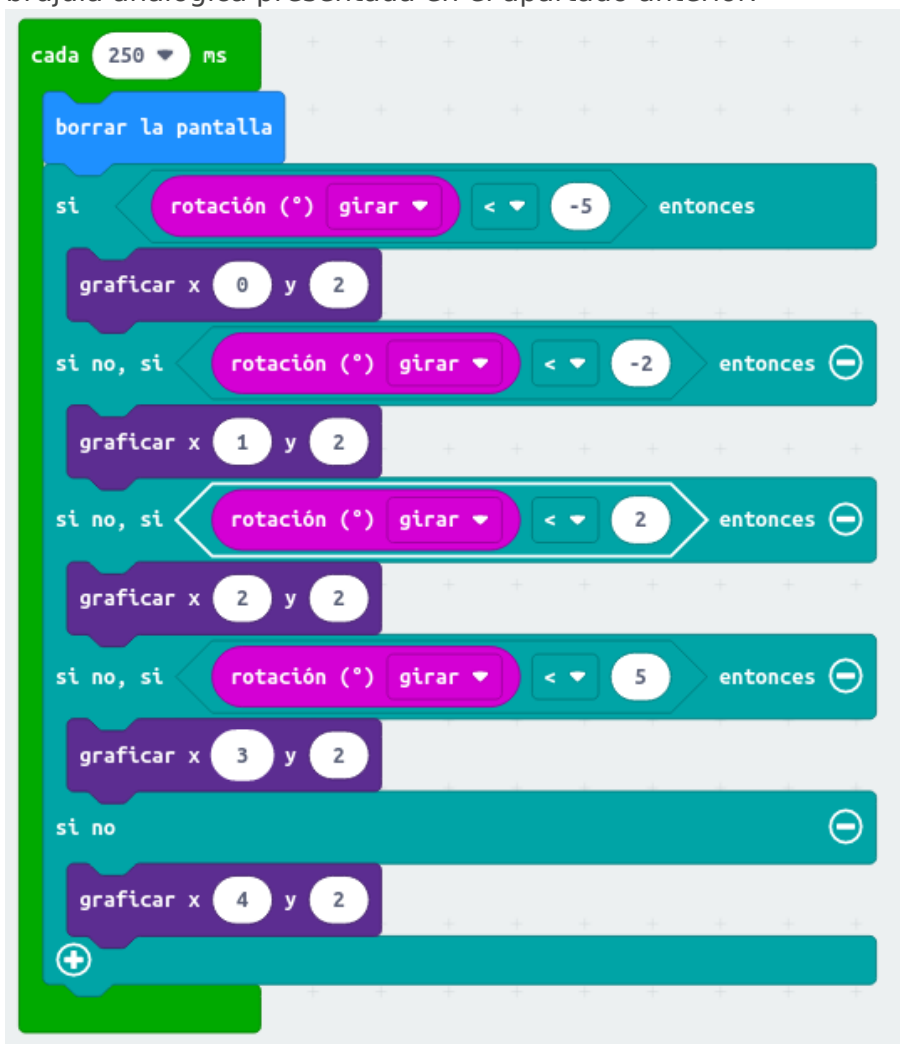 brújula analógica presentada en el apartado anterior.
cada 250 ms
borrar la pantalla
si rotación (°) girar < -5 entonces
graficar x 0 y 2
si no, si rotación (°) girar < -2 entonces
graficar x 1 y 2
si no, si rotación (°) girar < 2 entonces
graficar x 2 y 2
si no, si rotación (°) girar < 5 entonces
graficar x 3 y 2
si no
graficar x 4 y 2